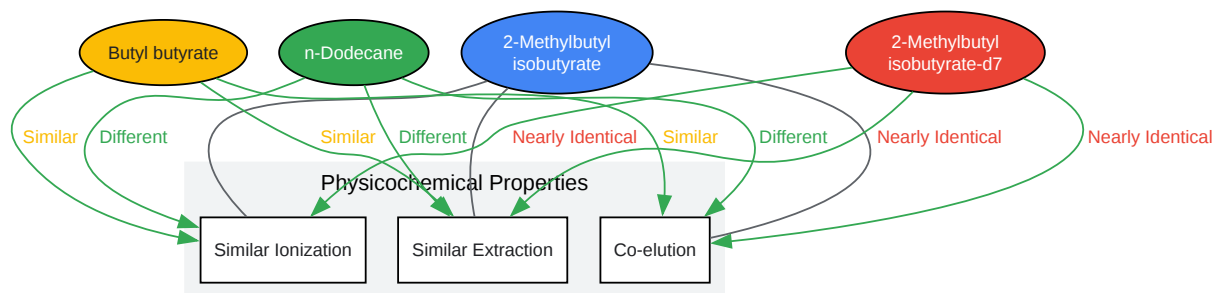 Butyl butyrate
n-Dodecane
2-Methylbutyl
isobutyrate
2-Methylbutyl
isobutyrate-d7
Similar
Different
Similar
Different
Nearly Identical
Similar
Different
Nearly Identical
Nearly Identical
Physicochemical Properties
Similar Ionization
Similar Extraction
Co-elution